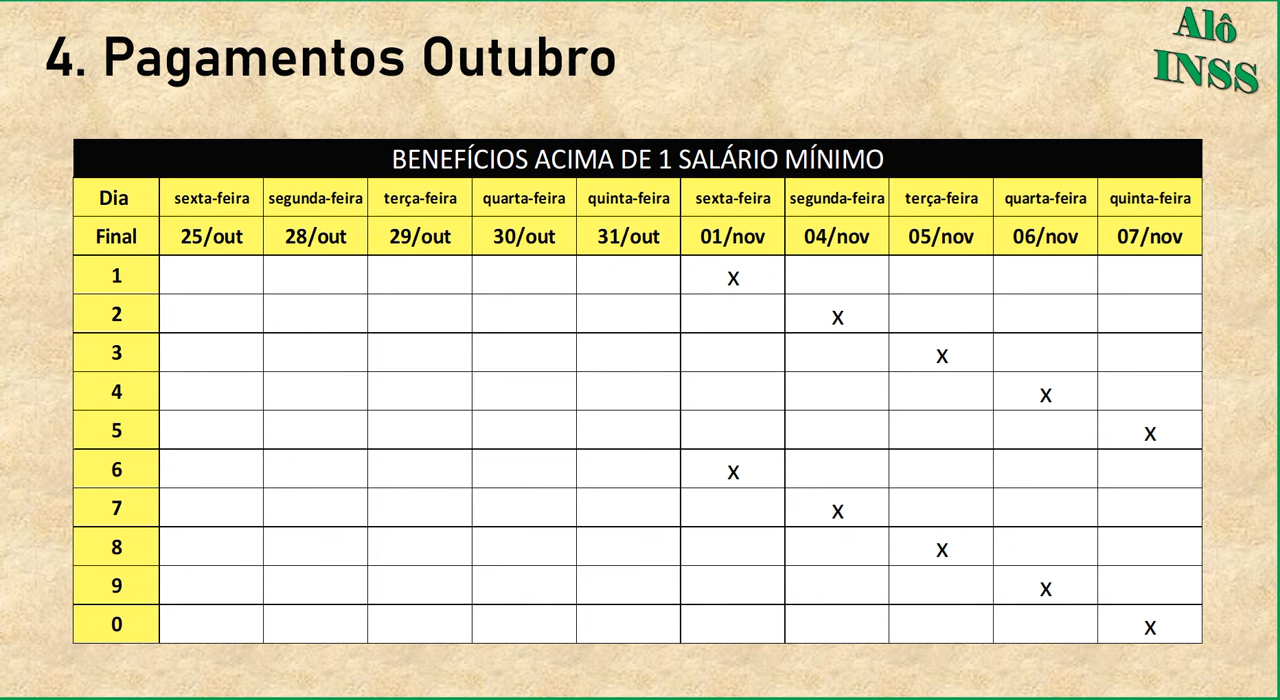 4. Pagamentos Outubro
Alô
INSS
BENEFÍCIOS ACIMA DE 1 SALÁRIO MÍNIMO
Dia sexta-feira segunda-feira terça-feira quarta-feira quinta-feira sexta-feira segunda-feira terça-feira quarta-feira quinta-feira
Final 25/out 28/out 29/out 30/out 31/out 01/nov 04/nov 05/nov 06/nov 07/nov
1 x
2 x
3 x
4 x
5 x
6 x
7 x
8 x
9 x
0 x